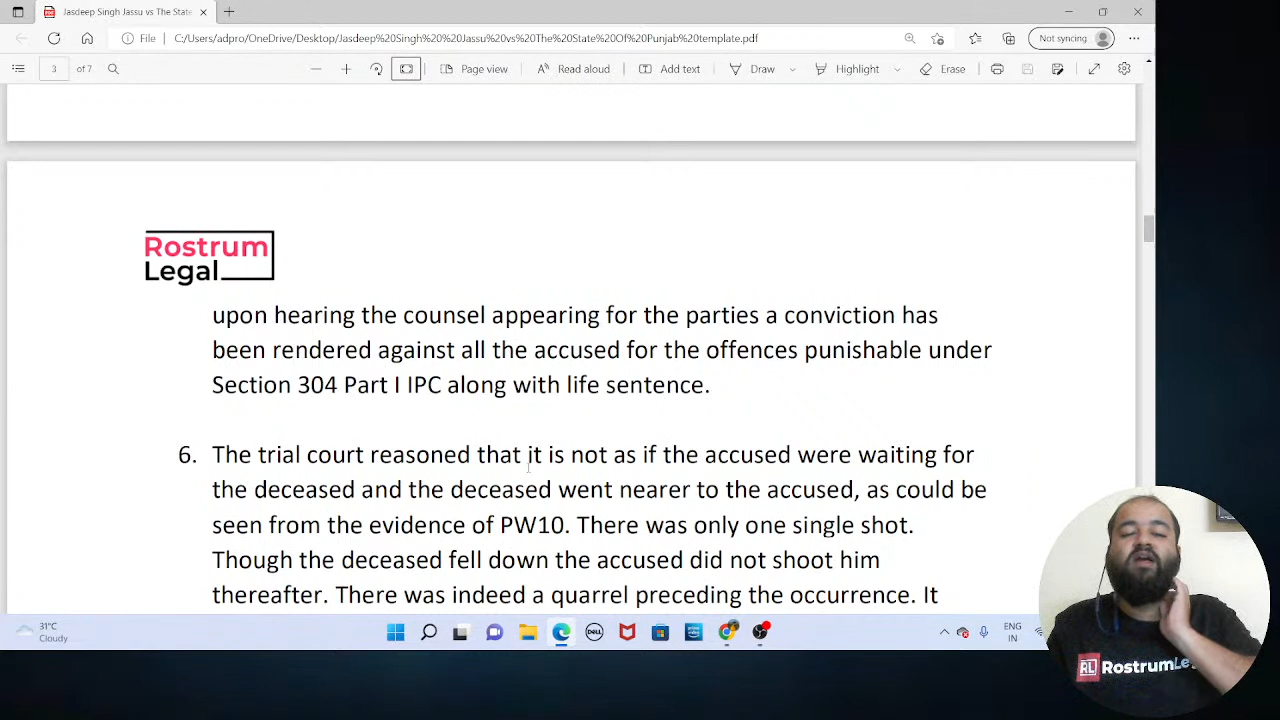 Jasdeep Singh Jassu vs The State
File C:/Users/adpro/OneDrive/Desktop/Jasdeep%20Singh%20%20Jassu%20vs%20The%20State%20Of%20Punjab%20template.pdf
Not syncing
3 of 7
Page view
Read aloud
Add text
Draw
Highlight
Erase
Rostrum
Legal
upon hearing the counsel appearing for the parties a conviction has
been rendered against all the accused for the offences punishable under
Section 304 Part I IPC along with life sentence.
6. The trial court reasoned that it is not as if the accused were waiting for
the deceased and the deceased went nearer to the accused, as could be
seen from the evidence of PW10. There was only one single shot.
Though the deceased fell down the accused did not shoot him
thereafter. There was indeed a quarrel preceding the occurrence. It
31°C
Cloudy
DELL
ENG
IN
RL RostrumLe